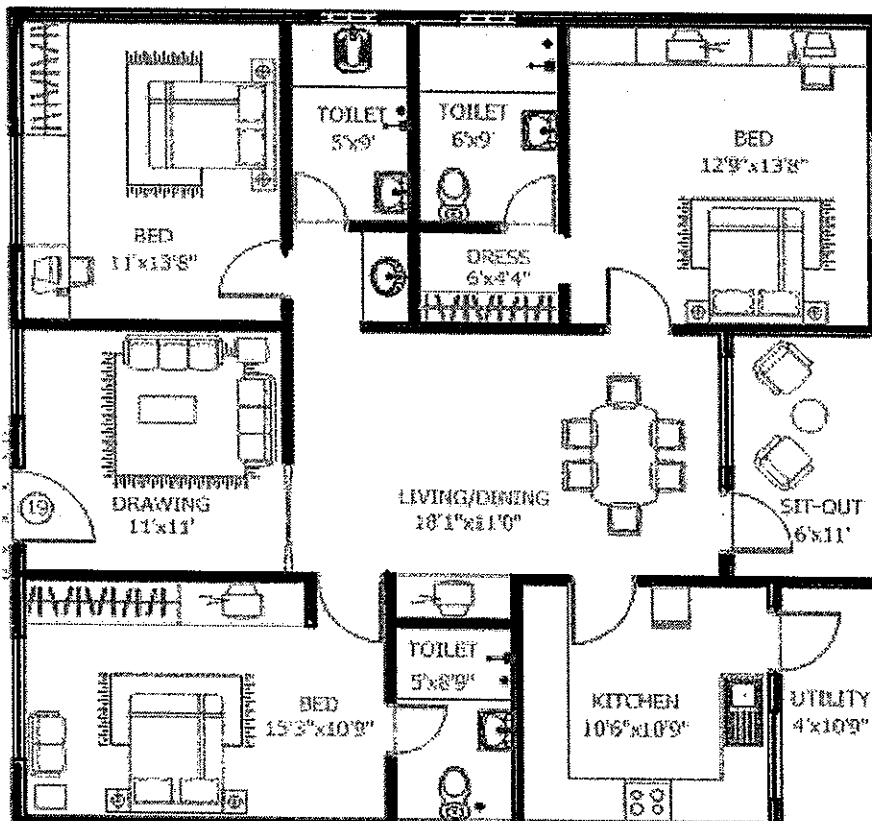 TOILET
5'x9'
TOILET
6'x9'
BED
12'9"x13'8"
BED
11'x13'8"
DRESS
6'x4'4"
DRAWING
11'x11'
19
LIVING/DINING
18'1"x11'0"
SIT-OUT
6'x11'
TOILET
5'x8'9"
BED
15'3"x10'9"
KITCHEN
10'6"x10'9"
UTILITY
4'x10'9"